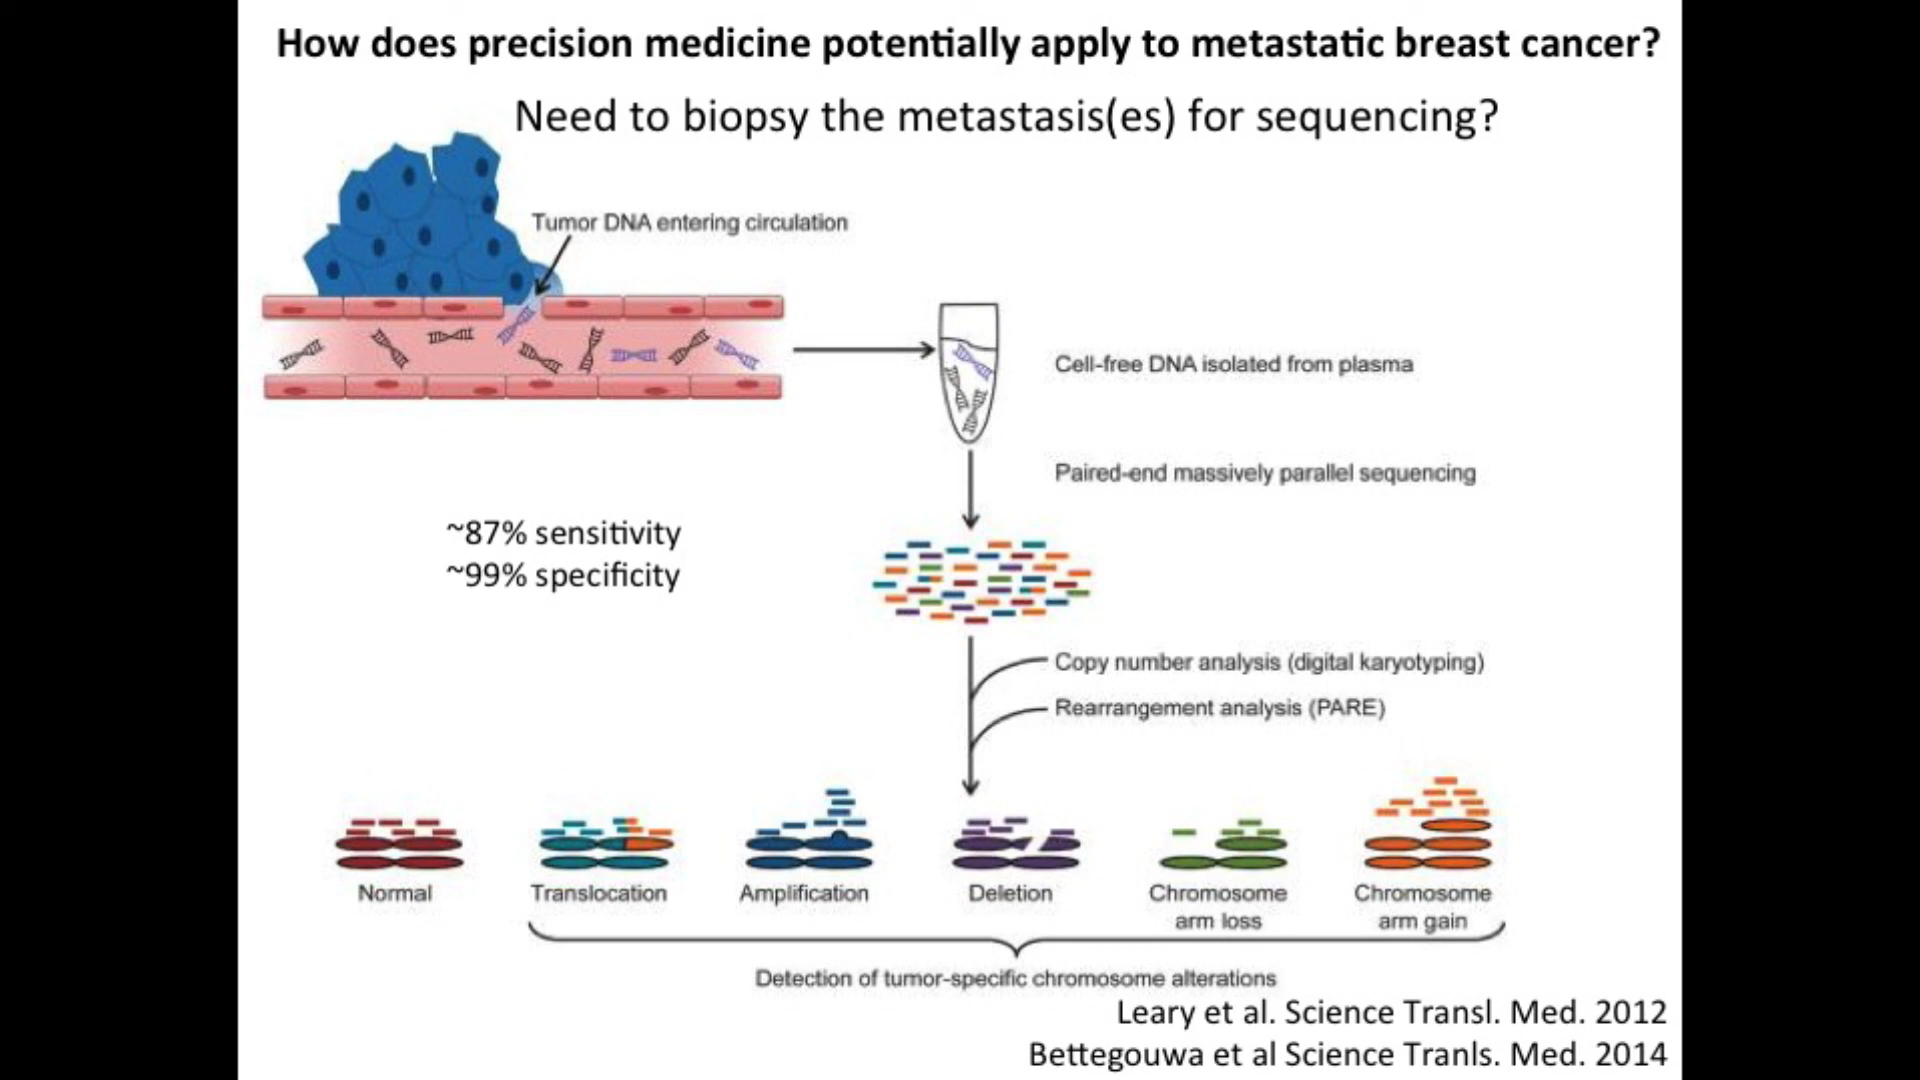 How does precision medicine potentially apply to metastatic breast cancer?
Need to biopsy the metastasis(es) for sequencing?
Tumor DNA entering circulation
Cell-free DNA isolated from plasma
Paired-end massively parallel sequencing
~87% sensitivity
~99% specificity
Copy number analysis (digital karyotyping)
Rearrangement analysis (PARE)
Normal
Translocation
Amplification
Deletion
Chromosome
arm loss
Chromosome
arm gain
Detection of tumor-specific chromosome alterations
Leary et al. Science Transl. Med. 2012
Bettegouwa et al Science Tranls. Med. 2014